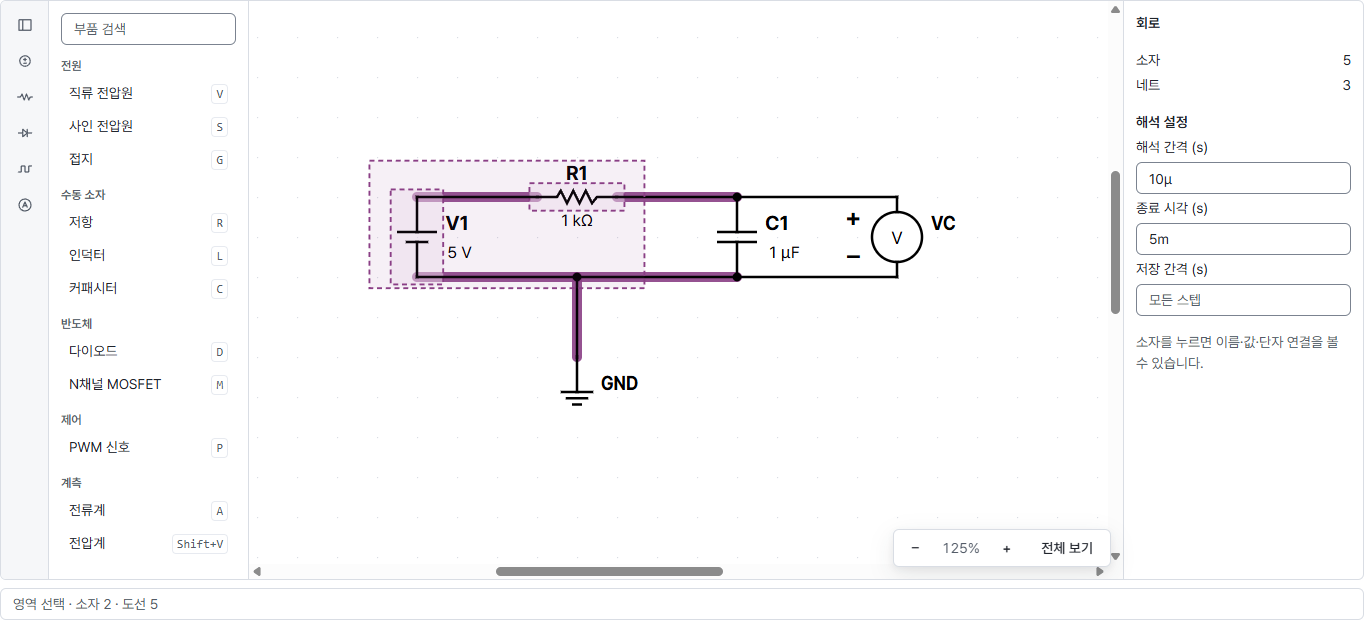 부품 검색
전원
직류 전압원 V
사인 전압원 S
접지 G
수동 소자
저항 R
인덕터 L
커패시터 C
반도체
다이오드 D
N채널 MOSFET M
제어
PWM 신호 P
계측
전류계 A
전압계 Shift+V
R1
1 kΩ
V1
5 V
C1
1 µF
+
−
V
VC
GND
− 125% + 전체 보기
회로
소자 5
네트 3
해석 설정
해석 간격 (s)
10µ
종료 시각 (s)
5m
저장 간격 (s)
모든 스텝
소자를 누르면 이름·값·단자 연결을 볼
수 있습니다.
영역 선택 · 소자 2 · 도선 5